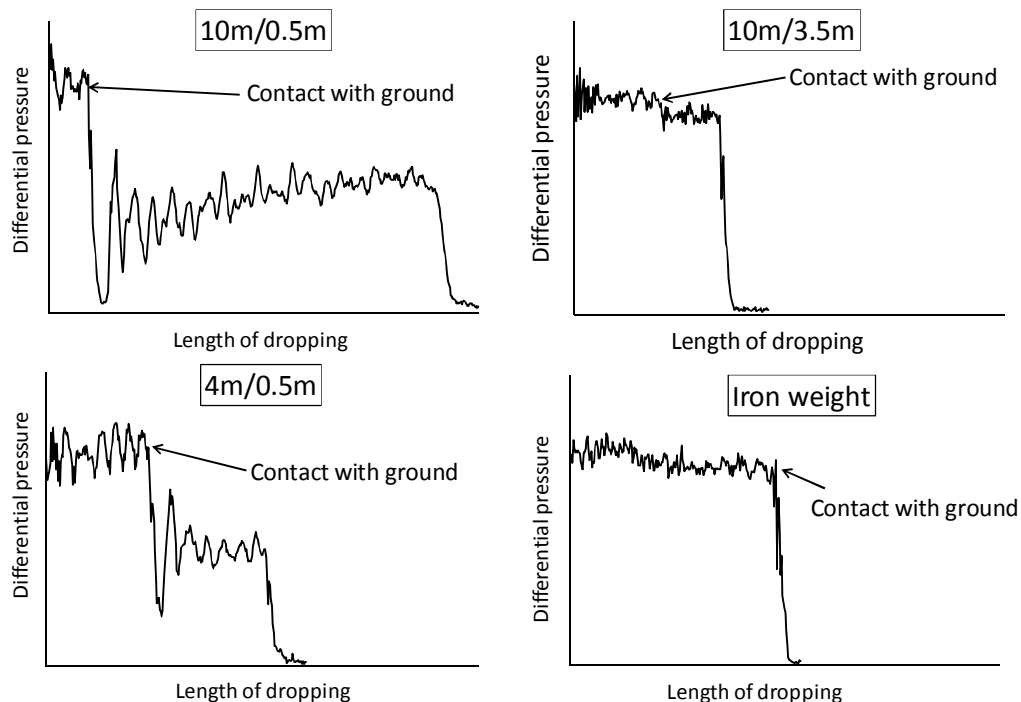 10m/0.5m
Contact with ground
Differential pressure
Length of dropping
10m/3.5m
Contact with ground
Differential pressure
Length of dropping
4m/0.5m
Contact with ground
Differential pressure
Length of dropping
Iron weight
Contact with ground
Differential pressure
Length of dropping